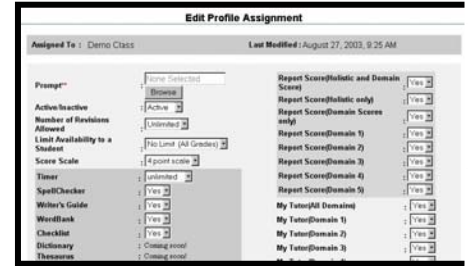 Edit Profile Assignment
Assigned To : Demo Class
Last Modified : August 27, 2003, 9:25 AM
Prompt** : None Selected
Browse
Active/Inactive : Active
Number of Revisions Allowed : Unlimited
Limit Availability to a Student : No Limit (All Grades)
Score Scale : 4 point scale
Timer : unlimited
SpellChecker : Yes
Writer's Guide : Yes
WordBank : Yes
Checklist : Yes
Dictionary : Coming soon!
Thesaurus : Coming soon!
Report Score(Holistic and Domain Score) : Yes
Report Score(Holistic only) : Yes
Report Score(Domain Scores only) : Yes
Report Score(Domain 1) : Yes
Report Score(Domain 2) : Yes
Report Score(Domain 3) : Yes
Report Score(Domain 4) : Yes
Report Score(Domain 5) : Yes
My Tutor(All Domains) : Yes
My Tutor(Domain 1) : Yes
My Tutor(Domain 2) : Yes
My Tutor(Domain 3) : Yes